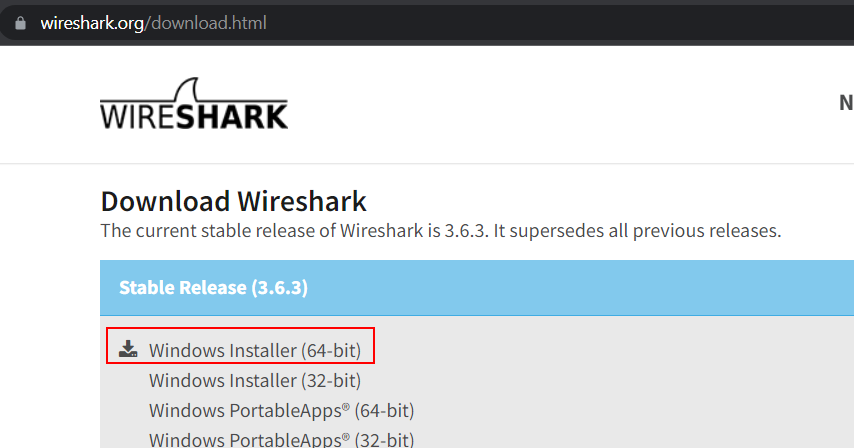 wireshark.org/download.html
WIRESHARK
N
Download Wireshark
The current stable release of Wireshark is 3.6.3. It supersedes all previous releases.
Stable Release (3.6.3)
Windows Installer (64-bit)
Windows Installer (32-bit)
Windows PortableApps® (64-bit)
Windows PortableApps® (32-bit)